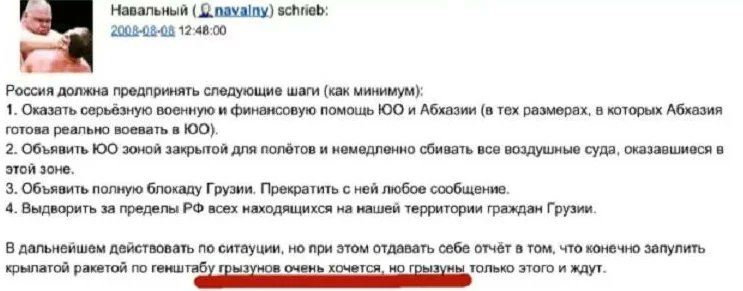 Навальный (navalny) schrieb:
2008-08-08 12:48:00
Россия должна предпринять следующие шаги (как минимум):
1. Оказать серьёзную военную и финансовую помощь ЮО и Абхазии (в тех размерах, в которых Абхазия
готова реально воевать в ЮО).
2. Объявить ЮО зоной закрытой для полётов и немедленно сбивать все воздушные суда, оказавшиеся в
этой зоне.
3. Объявить полную блокаду Грузии. Прекратить с ней любое сообщение.
4. Выдворить за пределы РФ всех находящихся на нашей территории граждан Грузии.
В дальнейшем действовать по ситауции, но при этом отдавать себе отчёт в том, что конечно запулить
крылатой ракетой по генштабу грызунов очень хочется, но грызуны только этого и ждут.